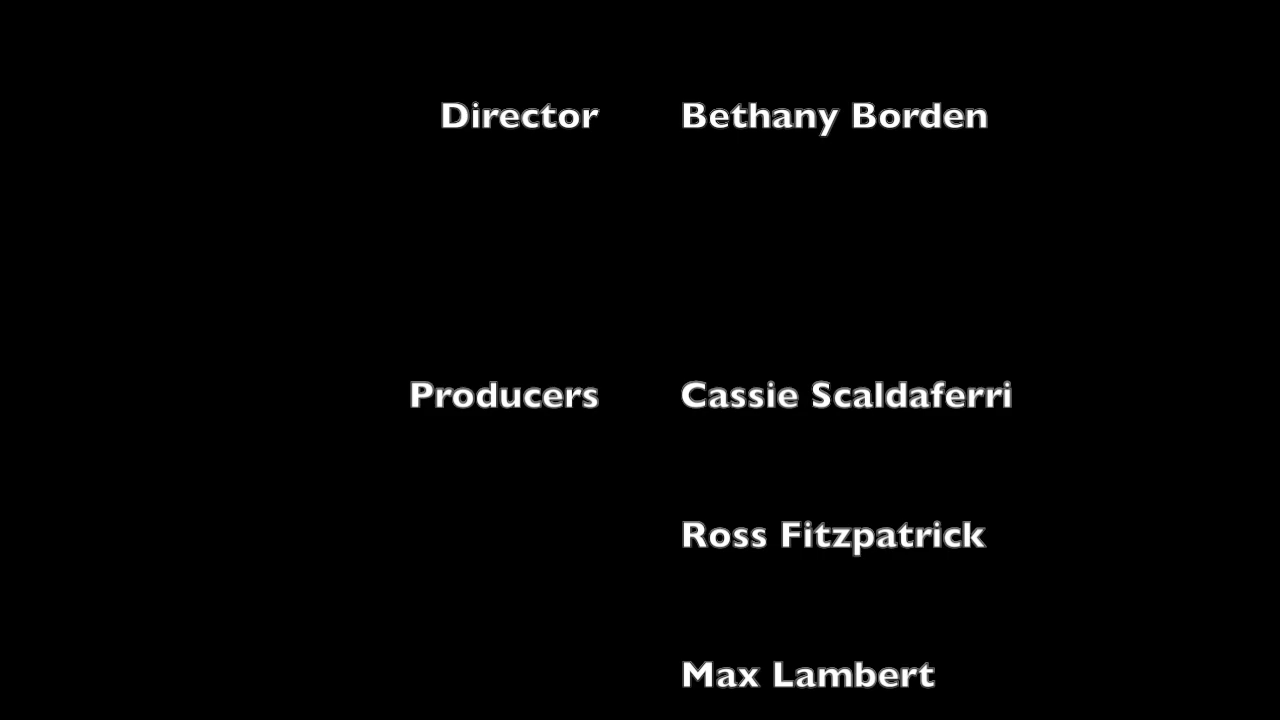 Director Bethany Borden
Producers Cassie Scaldaferri
Ross Fitzpatrick
Max Lambert